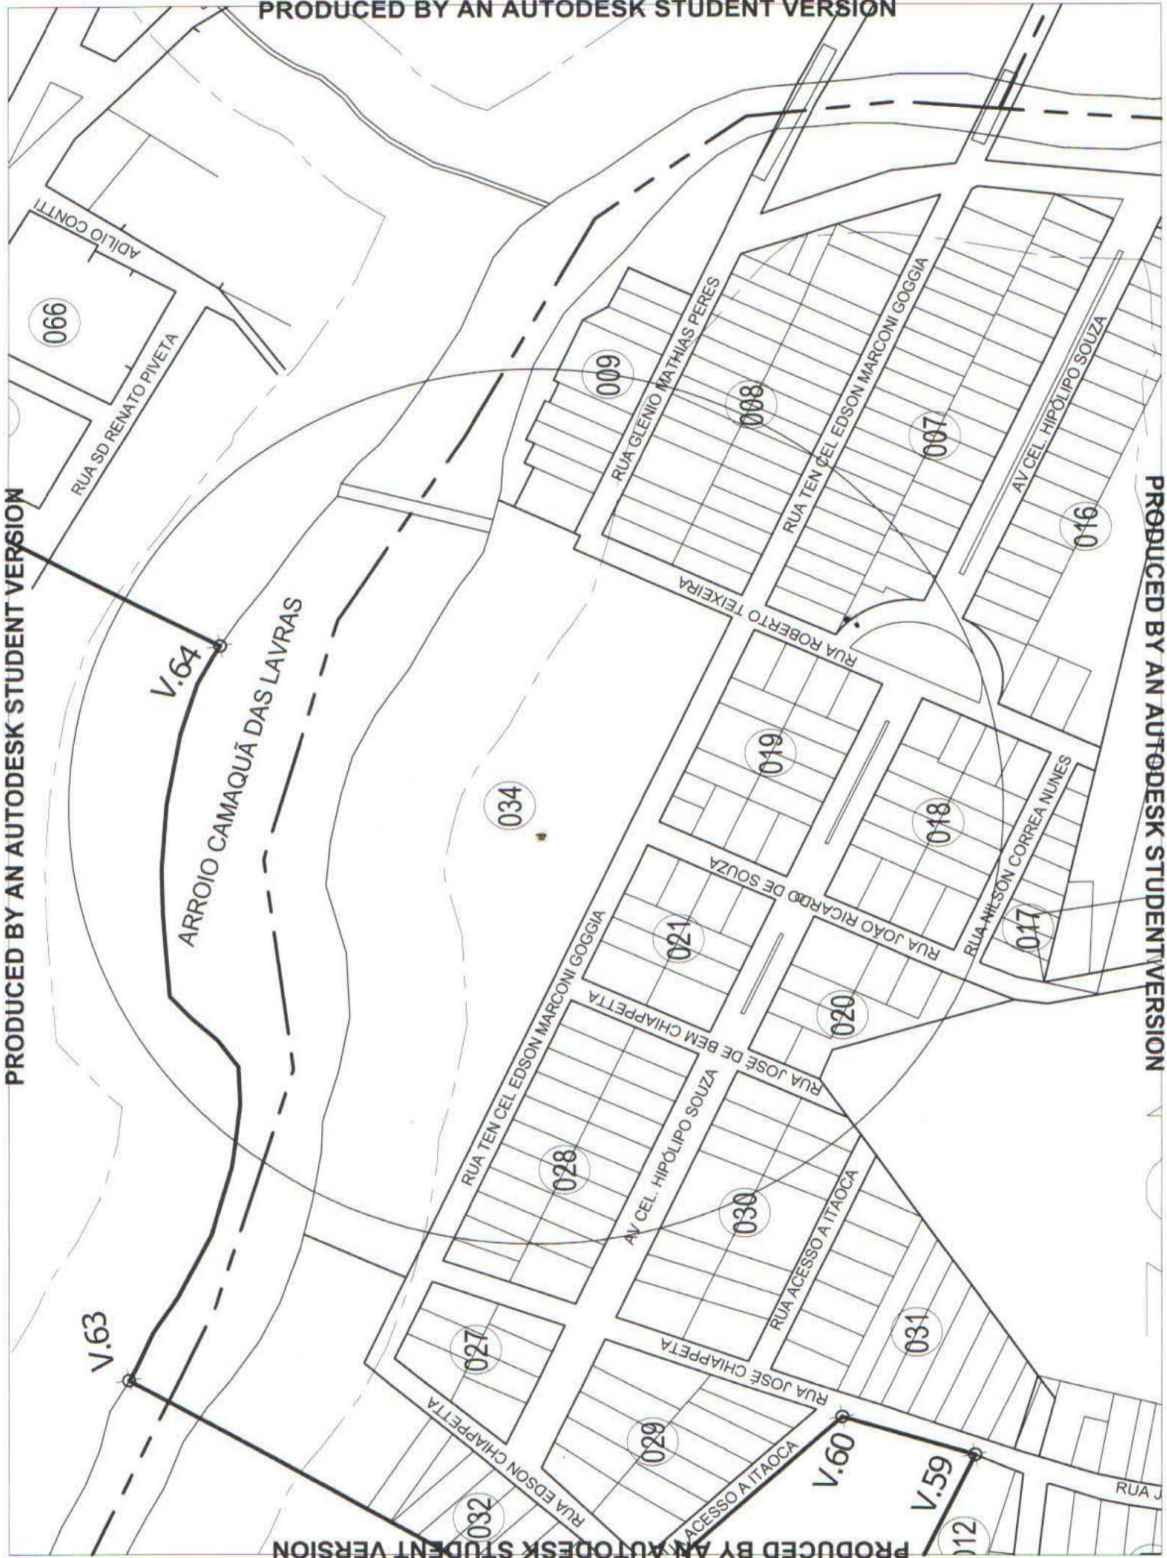 PRODUCED BY AN AUTODESK STUDENT VERSION
ADÍLIO CONTTI
066
RUA SD RENATO PIVETA
009
RUA GLENIO MATHIAS PERES
008
RUA TEN CEL EDSON MARCONI GOGGIA
007
AV CEL. HIPÓLIPO SOUZA
016
PRODUCED BY AN AUTODESK STUDENT VERSION
PRODUCED BY AN AUTODESK STUDENT VERSION
V.64
ARROIO CAMAQUÃ DAS LAVRAS
RUA ROBERTO TEIXEIRA
034
019
018
RUA NILSON CORREA NUNES
017
RUA JOÃO RICARDO DE SOUZA
021
020
RUA TEN CEL EDSON MARCONI GOGGIA
RUA JOSÉ DE BEM CHIAPPETTA
028
AV CEL. HIPÓLIPO SOUZA
030
RUA ACESSO A ITAOCA
031
V.63
027
RUA JOSÉ CHIAPPETA
029
RUA EDSON CHIAPPETTA
032
ACESSO A ITAOCA
V.60
V.59
012
RUA J
PRODUCED BY AN AUTODESK STUDENT VERSION